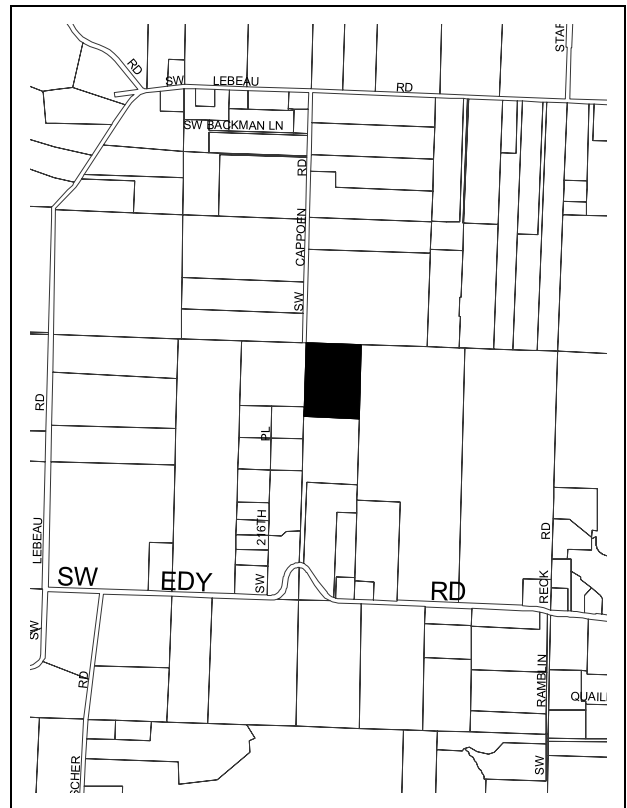 STAR
RD
SW LEBEAU RD
SW BACKMAN LN
SW CAPPOEN RD
SW LEBEAU RD
SW 216TH PL
SW EDY RD
SW RAMBLIN RECK RD
QUAIL
SCHER RD